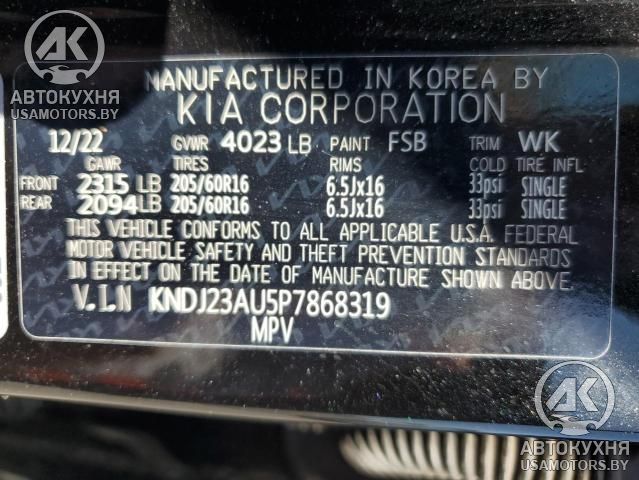 AK
АВТОКУХНЯ
USAMOTORS.BY
MANUFACTURED IN KOREA BY
KIA CORPORATION
12/22 GVWR 4023 LB PAINT FSB TRIM WK
GAWR TIRES RIMS COLD TIRE INFL
FRONT 2315 LB 205/60R16 6.5Jx16 33psi SINGLE
REAR 2094 LB 205/60R16 6.5Jx16 33psi SINGLE
THIS VEHICLE CONFORMS TO ALL APPLICABLE U.S.A. FEDERAL
MOTOR VEHICLE SAFETY AND THEFT PREVENTION STANDARDS
IN EFFECT ON THE DATE OF MANUFACTURE SHOWN ABOVE.
V.I.N KNDJ23AU5P7868319
MPV
AK
АВТОКУХНЯ
USAMOTORS.BY